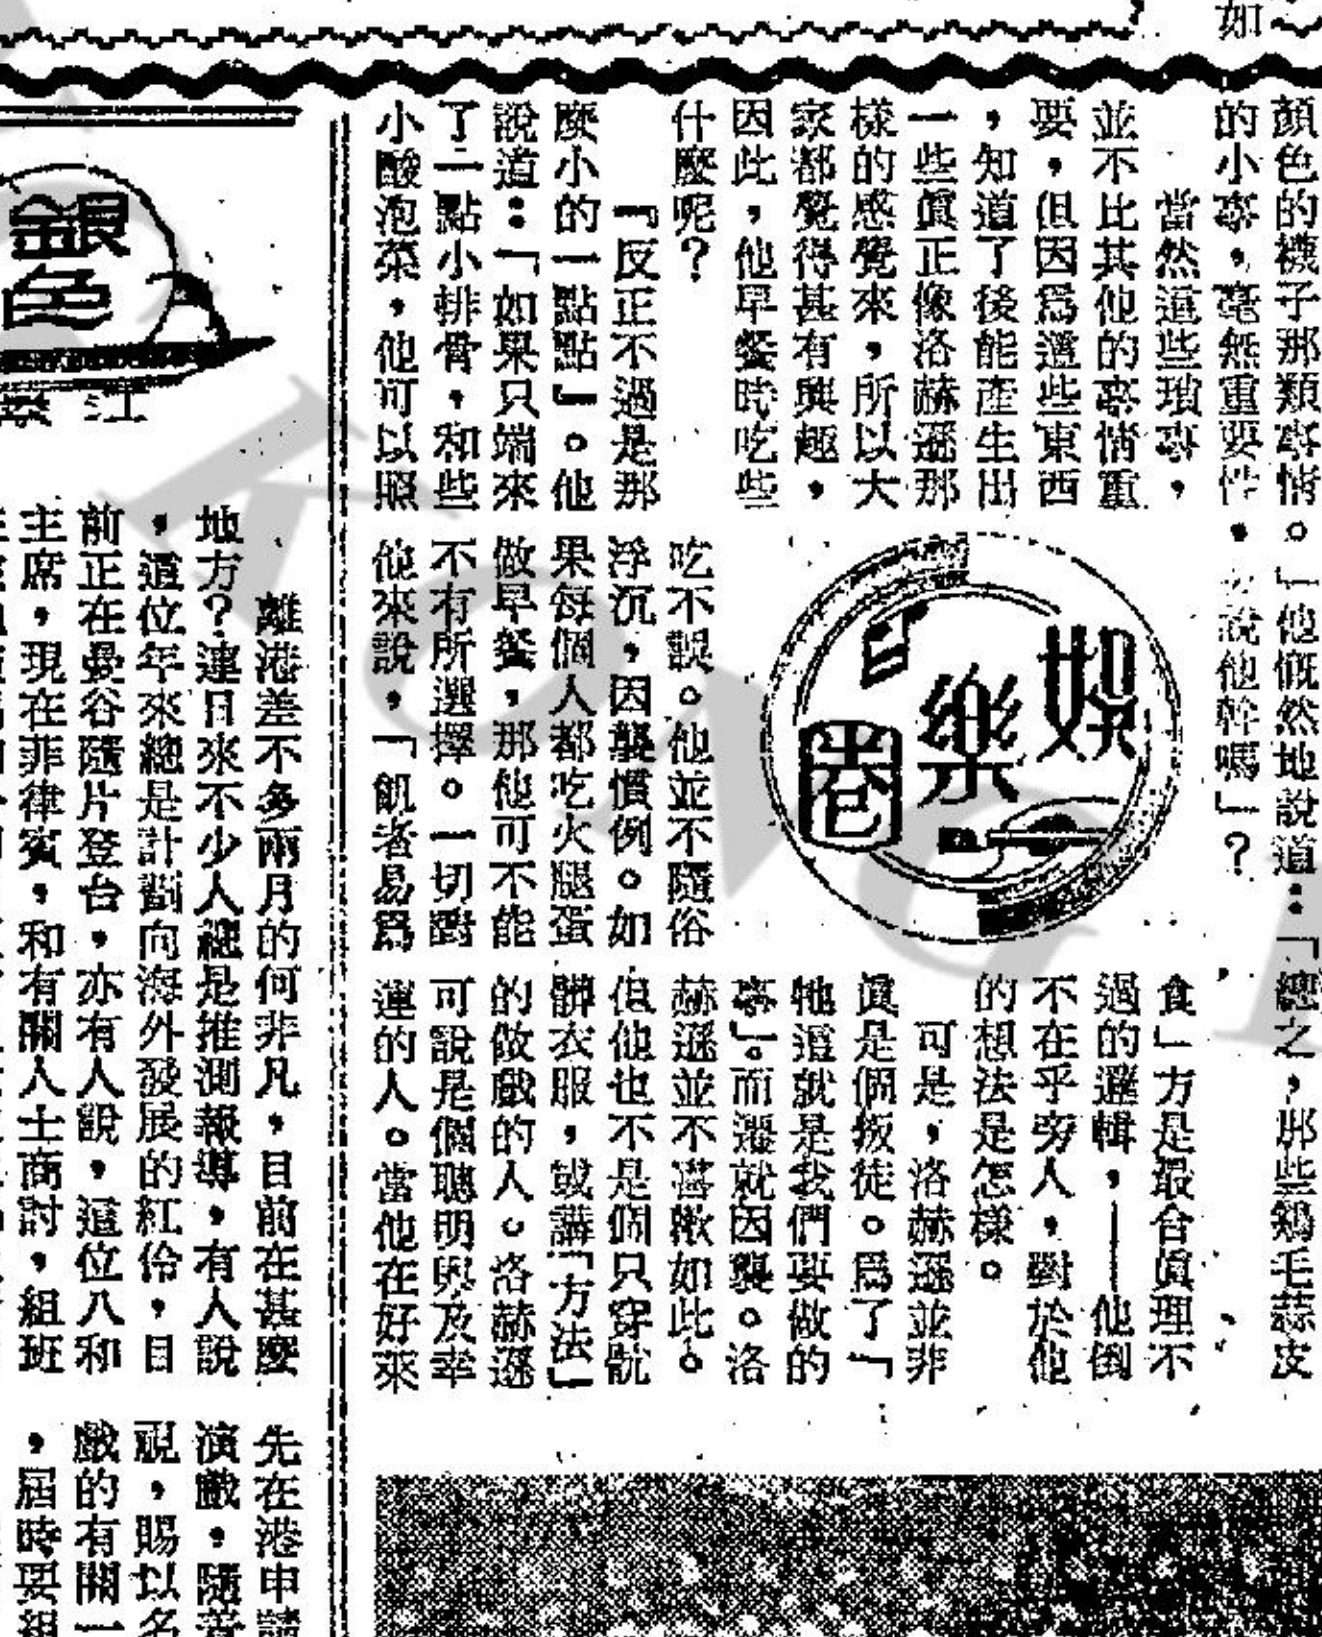 如
顏色的襪子那類事情。」他慨然地說道：「總之，那些鷄毛蒜皮
的小事，毫無重要性，說他幹嗎」？
當然這些瑣事，
並不比其他的事情重
要，但因爲這些東西
，知道了後能產生出
一些眞正像洛赫遜那
樣的感覺來，所以大
家都覺得甚有興趣，
因此，他早餐時吃些
什麼呢？
『反正不過是那
麼小的一點點』。他
說道：「如果只端來
了二點小排骨，和些
小酸泡菜，他可以照
娛樂
日
圈
吃不誤。他並不隨俗
浮沉，因襲慣例。如
果每個人都吃火腿蛋
做早餐，那他可不能
不有所選擇。一切對
他來說，「飢者易爲
食」方是最合眞理不
過的邏輯，——他倒
不在乎旁人，對於他
的想法是怎樣。
可是，洛赫遜並非
眞是個叛徒。爲了「
牠這就是我們要做的
事」。而遷就因襲。洛
赫遜並不喜歡如此。
但他也不是個只穿骯
髒衣服，或講「方法」
的做戲的人。洛赫遜
可說是個聰明與及幸
運的人。當他在好來
銀色
離港差不多兩月的何非凡，目前在甚麼
地方？連日來不少人總是推測報導，有人說
，這位年來總是計劃向海外發展的紅伶，目
前正在曼谷隨片登台，亦有人說，這位八和
主席，現在菲律賓，和有關人士商討，組班
先在港申請
演戲，隨着
視，賜以名
戲的有關一
，屆時要組
KONG